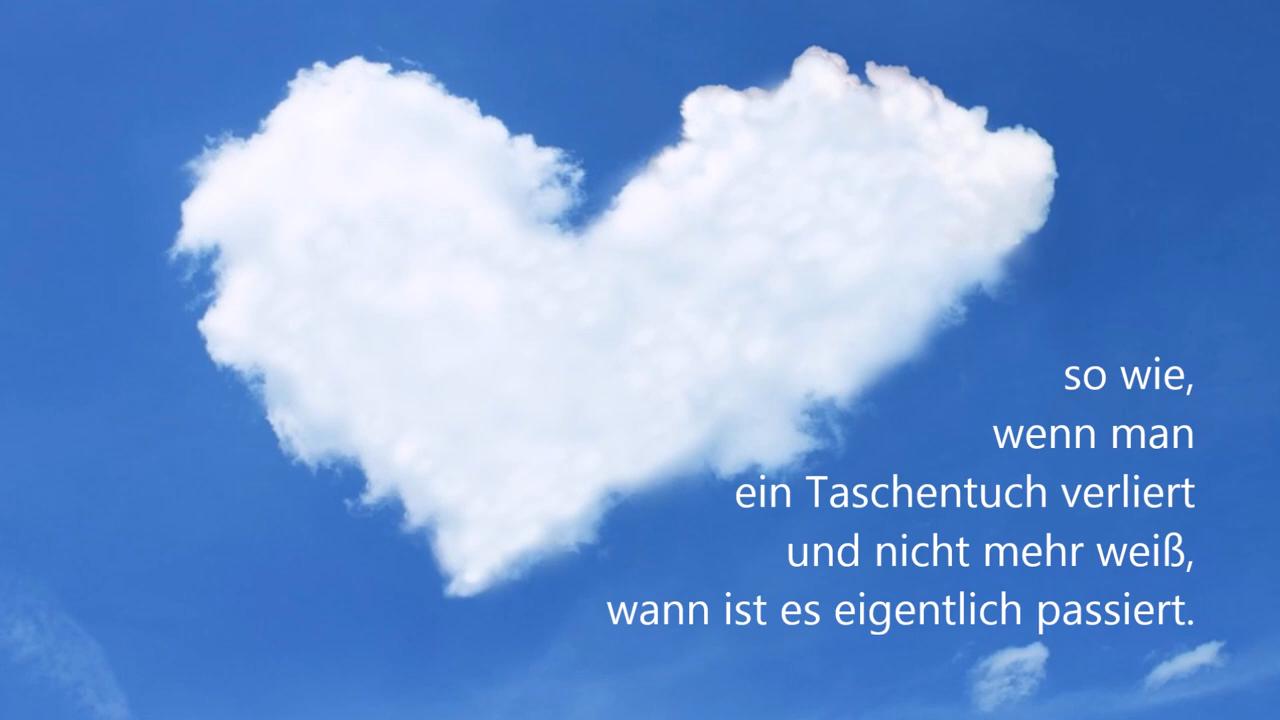 so wie,
wenn man
ein Taschentuch verliert
und nicht mehr weiß,
wann ist es eigentlich passiert.